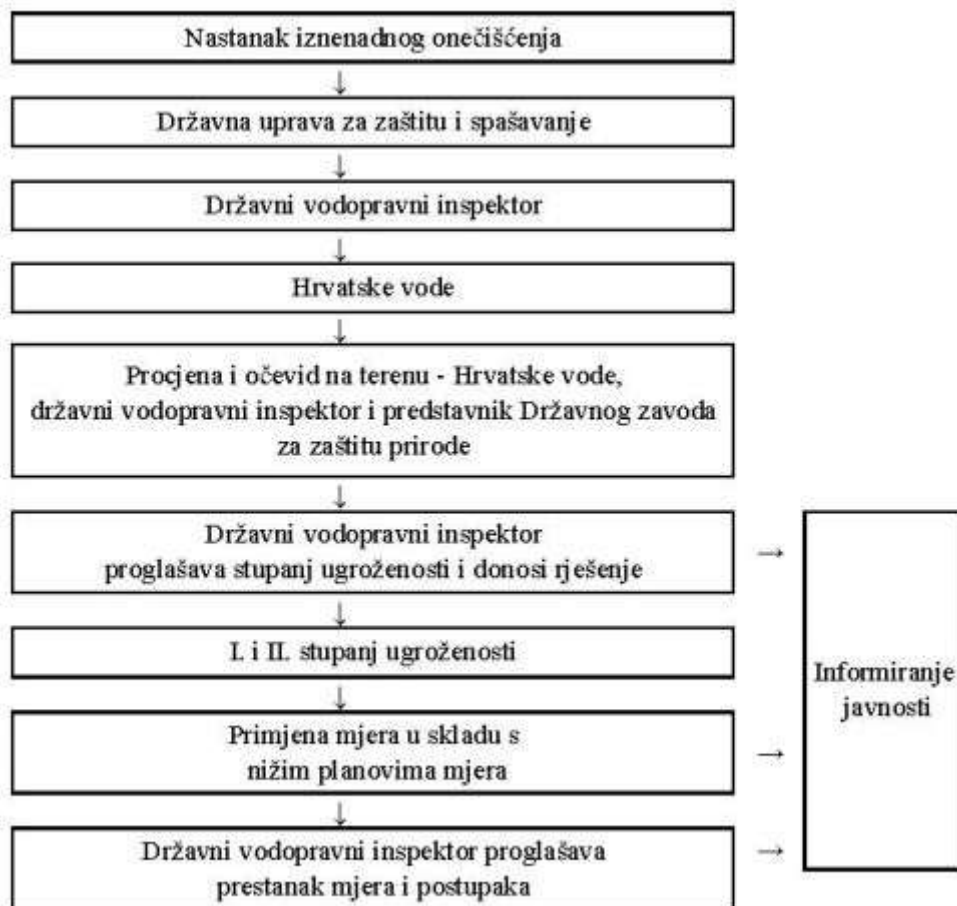 Nastanak iznenadnog onečišćenja
↓
Državna uprava za zaštitu i spašavanje
↓
Državni vodopravni inspektor
↓
Hrvatske vode
↓
Procjena i očevid na terenu - Hrvatske vode,
državni vodopravni inspektor i predstavnik Državnog zavoda
za zaštitu prirode
↓
Državni vodopravni inspektor
proglašava stupanj ugroženosti i donosi rješenje
→
↓
I. i II. stupanj ugroženosti
↓
Primjena mjera u skladu s
nižim planovima mjera
→
↓
Državni vodopravni inspektor proglašava
prestanak mjera i postupaka
→
Informiranje
javnosti